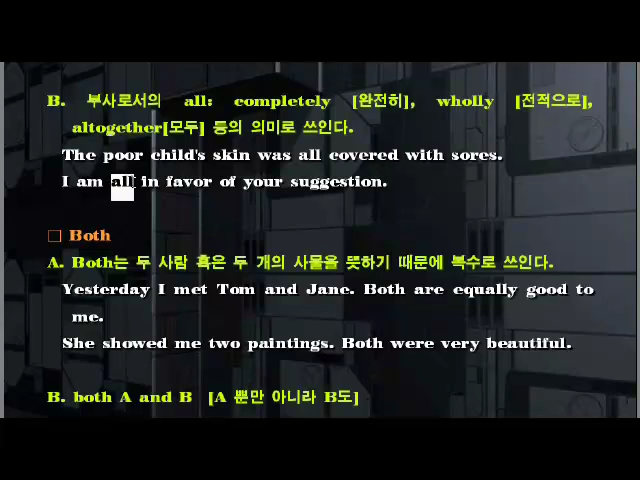 B. 부사로서의 all: completely [완전히], wholly [전적으로],
altogether[모두] 등의 의미로 쓰인다.
The poor child's skin was all covered with sores.
I am all in favor of your suggestion.
□ Both
A. Both는 두 사람 혹은 두 개의 사물을 뜻하기 때문에 복수로 쓰인다.
Yesterday I met Tom and Jane. Both are equally good to
me.
She showed me two paintings. Both were very beautiful.
B. both A and B [A 뿐만 아니라 B도]